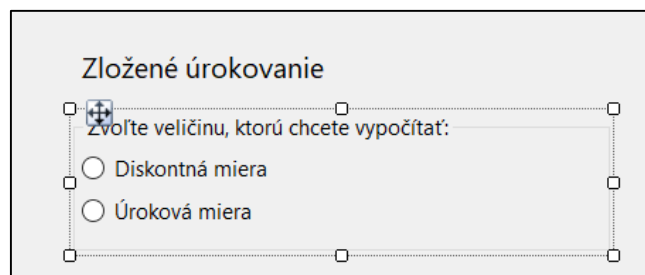 Zložené úrokovanie
Zvoľte veličinu, ktorú chcete vypočítať:
Diskontná miera
Úroková miera